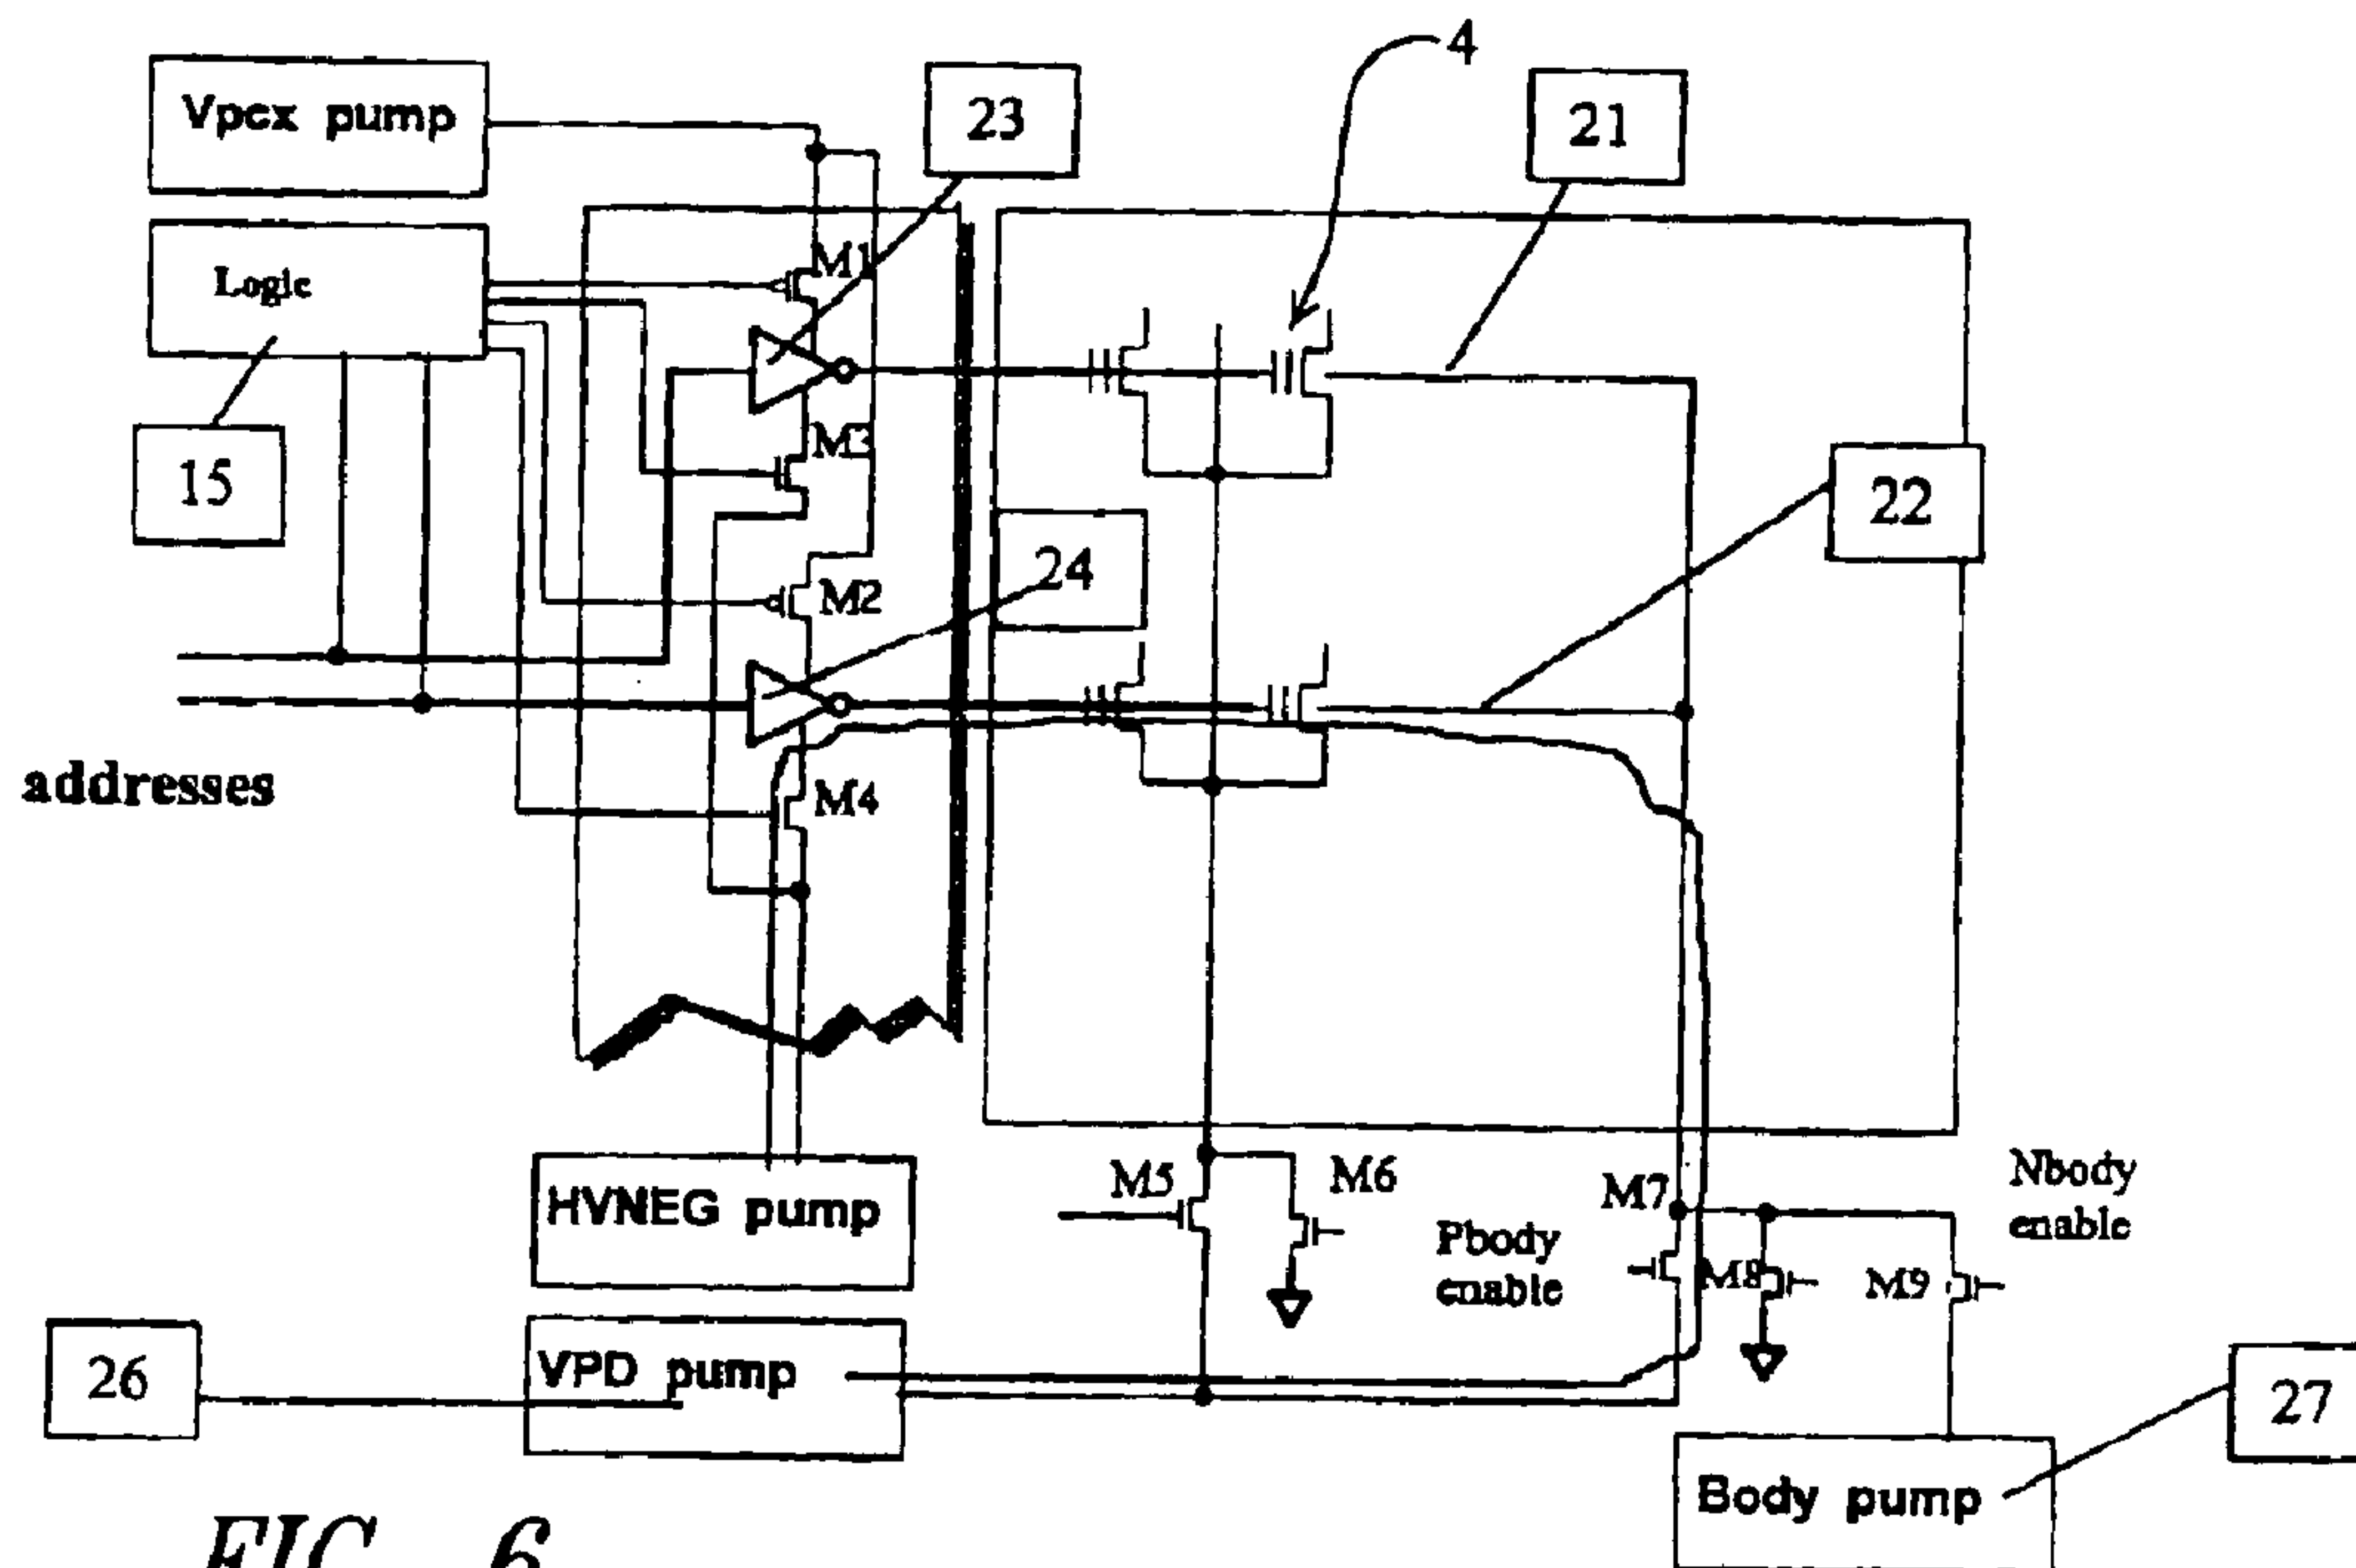 4
Vpcx pump
23
21
M1
Logic
M3
15
22
24
M2
addresses
M4
M5
M6
M7
Nbody
enable
HVNEG pump
Pbody
enable
M8
M9
VPD pump
26
27
Body pump
FIG. 6